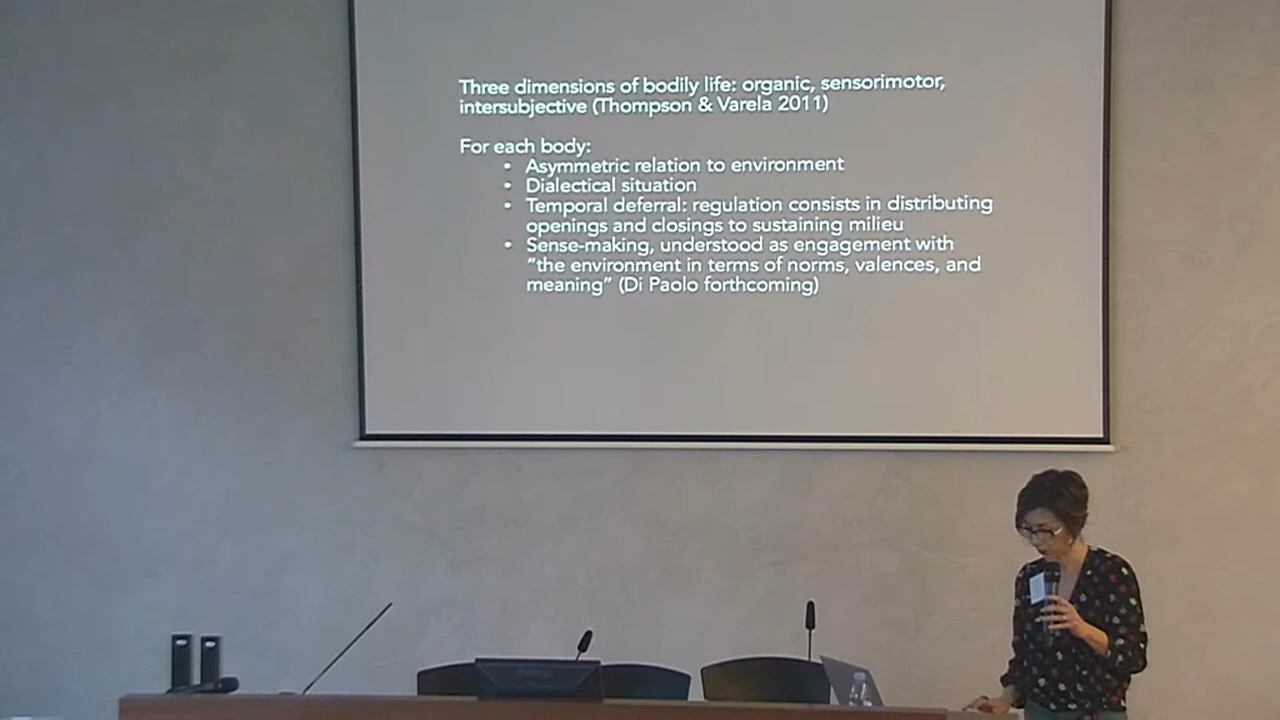 Three dimensions of bodily life: organic, sensorimotor,
intersubjective (Thompson & Varela 2011)
For each body:
• Asymmetric relation to environment
• Dialectical situation
• Temporal deferral: regulation consists in distributing
openings and closings to sustaining milieu
• Sense-making, understood as engagement with
"the environment in terms of norms, valences, and
meaning" (Di Paolo forthcoming)